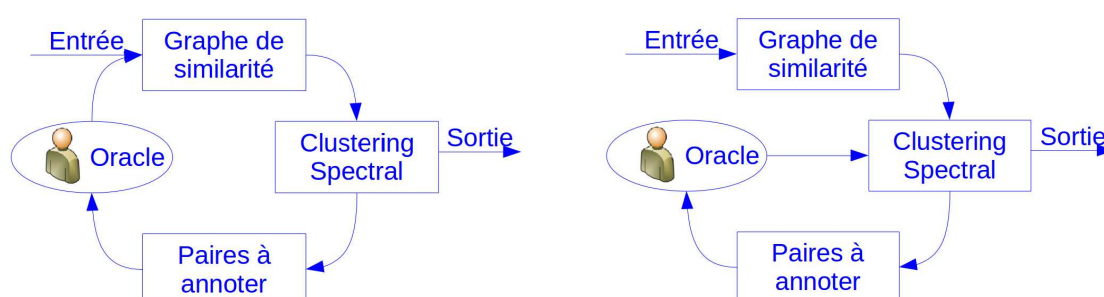 Entrée
Graphe de
similarité
Oracle
Clustering
Spectral
Sortie
Paires à
annoter
Entrée
Graphe de
similarité
Oracle
Clustering
Spectral
Sortie
Paires à
annoter